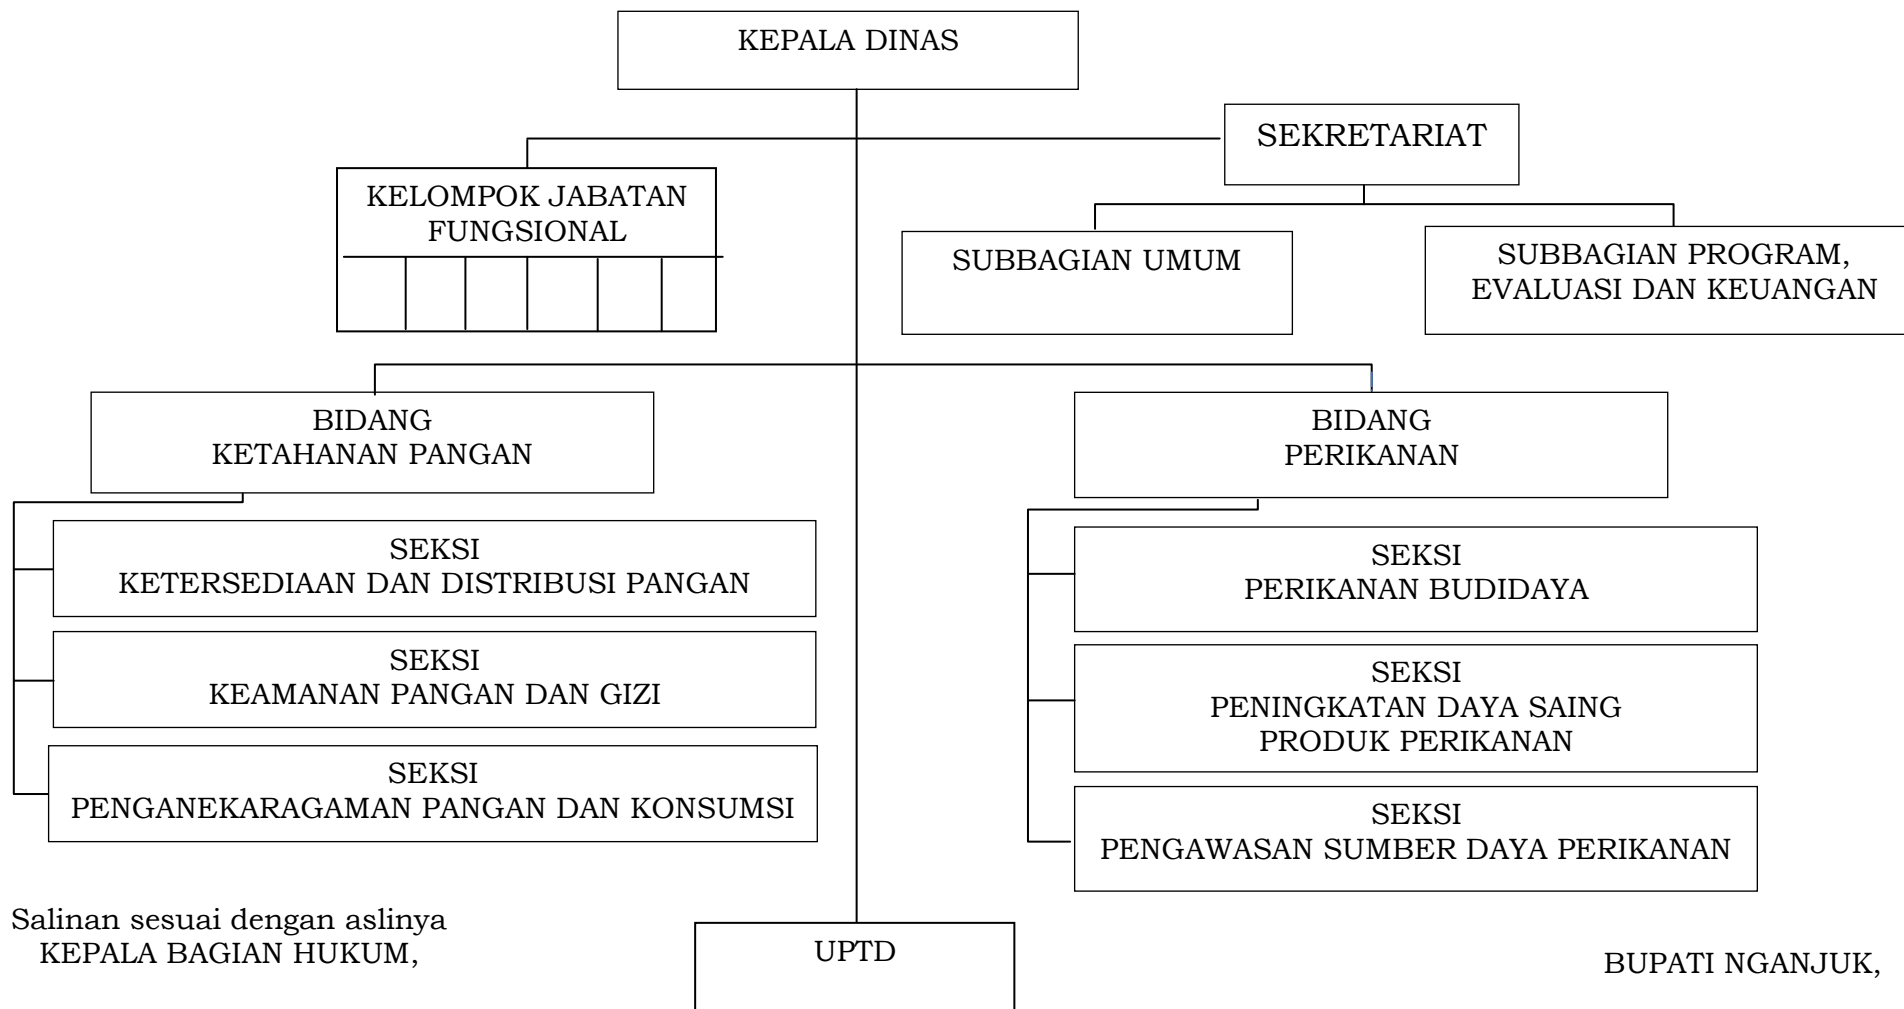 KEPALA DINAS
SEKRETARIAT
KELOMPOK JABATAN
FUNGSIONAL
SUBBAGIAN UMUM
SUBBAGIAN PROGRAM,
EVALUASI DAN KEUANGAN
BIDANG
KETAHANAN PANGAN
SEKSI
KETERSEDIAAN DAN DISTRIBUSI PANGAN
SEKSI
KEAMANAN PANGAN DAN GIZI
SEKSI
PENGANEKARAGAMAN PANGAN DAN KONSUMSI
BIDANG
PERIKANAN
SEKSI
PERIKANAN BUDIDAYA
SEKSI
PENINGKATAN DAYA SAING
PRODUK PERIKANAN
SEKSI
PENGAWASAN SUMBER DAYA PERIKANAN
Salinan sesuai dengan aslinya
KEPALA BAGIAN HUKUM,
UPTD
BUPATI NGANJUK,